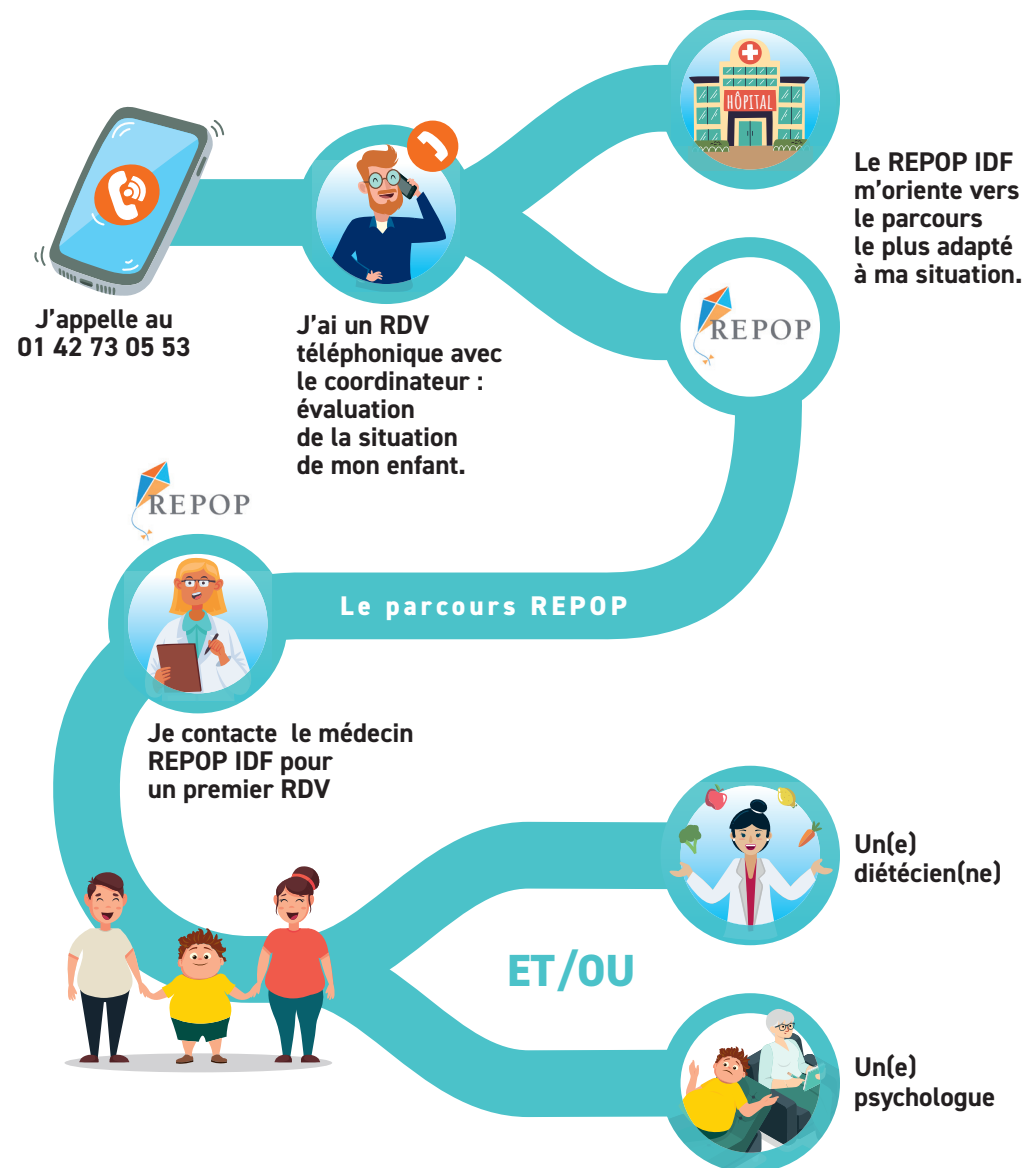 HÔPITAL
Le REPOP IDF
m’oriente vers
le parcours
le plus adapté
à ma situation.
J’appelle au
01 42 73 05 53
J’ai un RDV
téléphonique avec
le coordinateur :
évaluation
de la situation
de mon enfant.
REPOP
REPOP
Le parcours REPOP
Je contacte le médecin
REPOP IDF pour
un premier RDV
Un(e)
diététicien(ne)
ET/OU
Un(e)
psychologue